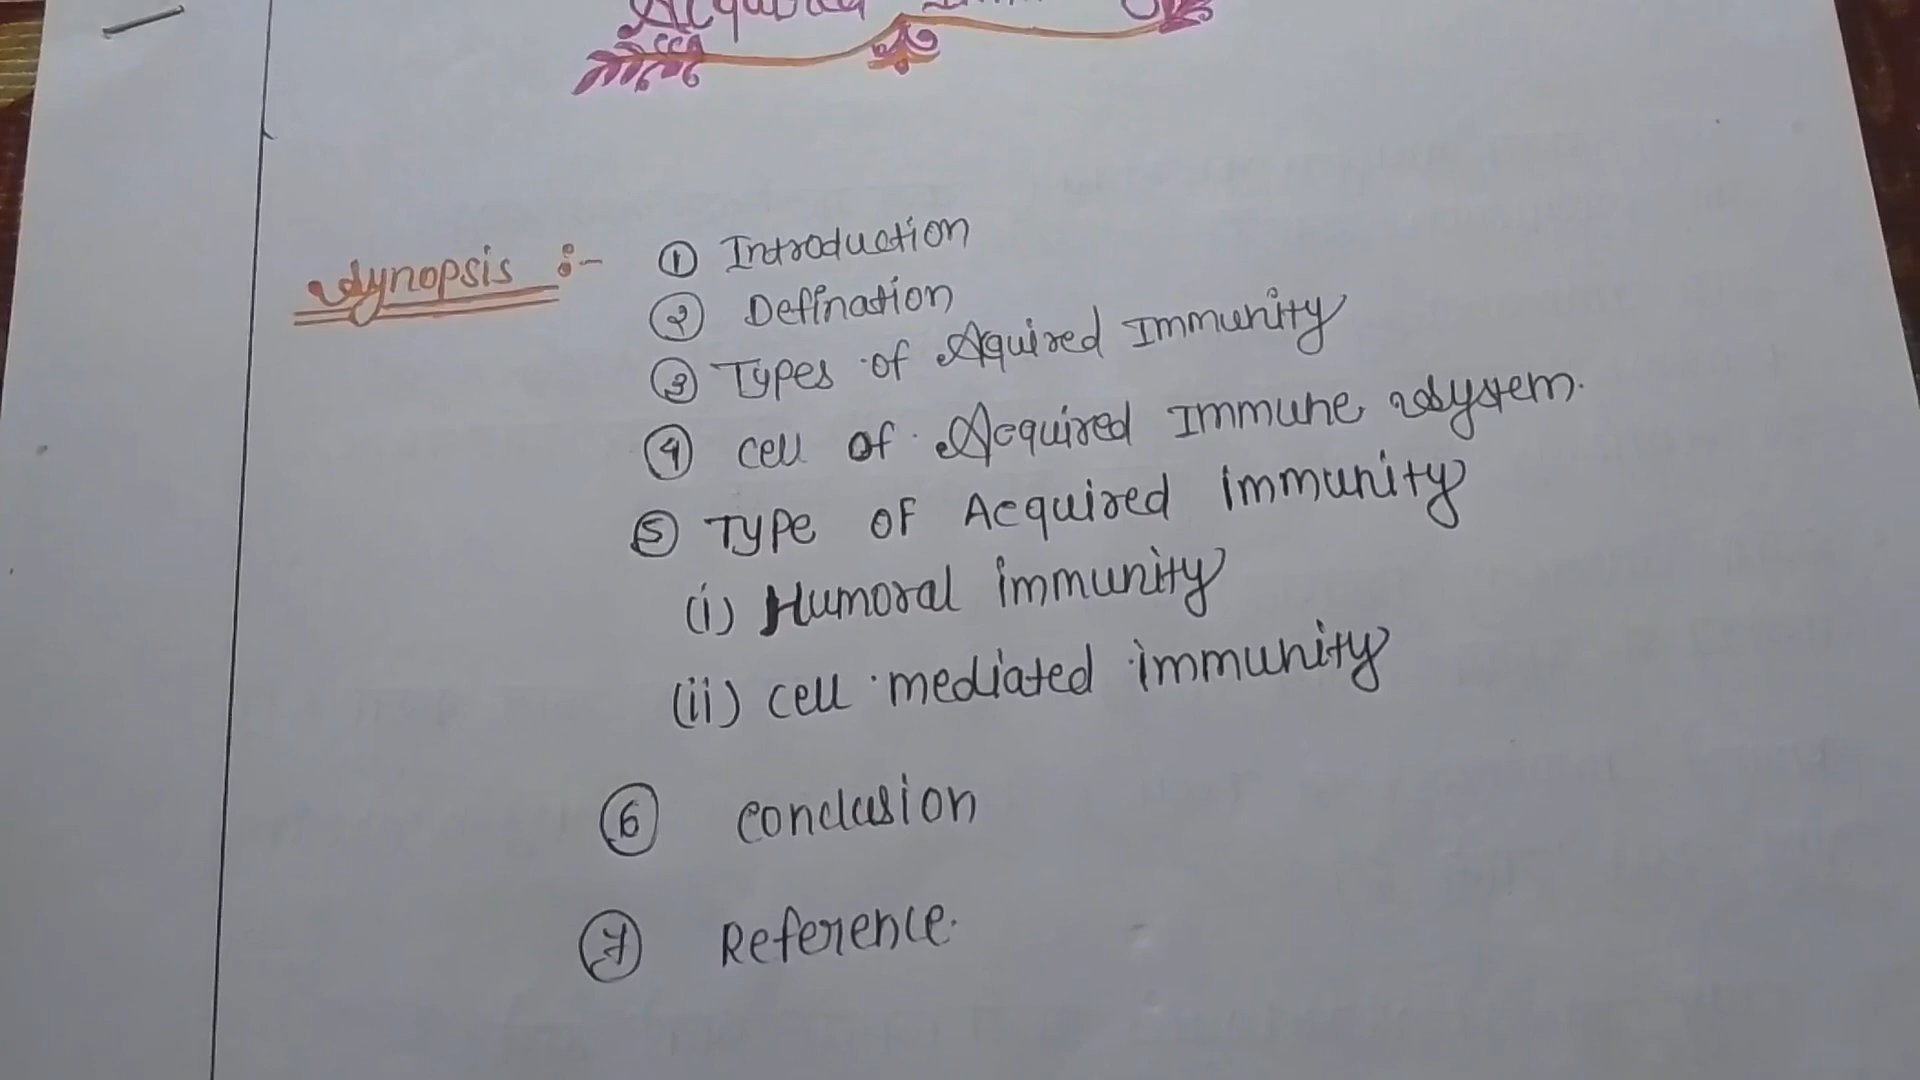 Acquired
Synopsis :-
① Introduction
② Defination
③ Types of Aquired Immunity
④ cell of Acquired Immune System.
⑤ Type OF Acquired immunity
(i) Humoral immunity
(ii) cell mediated immunity
⑥ conclusion
⑦ Reference.